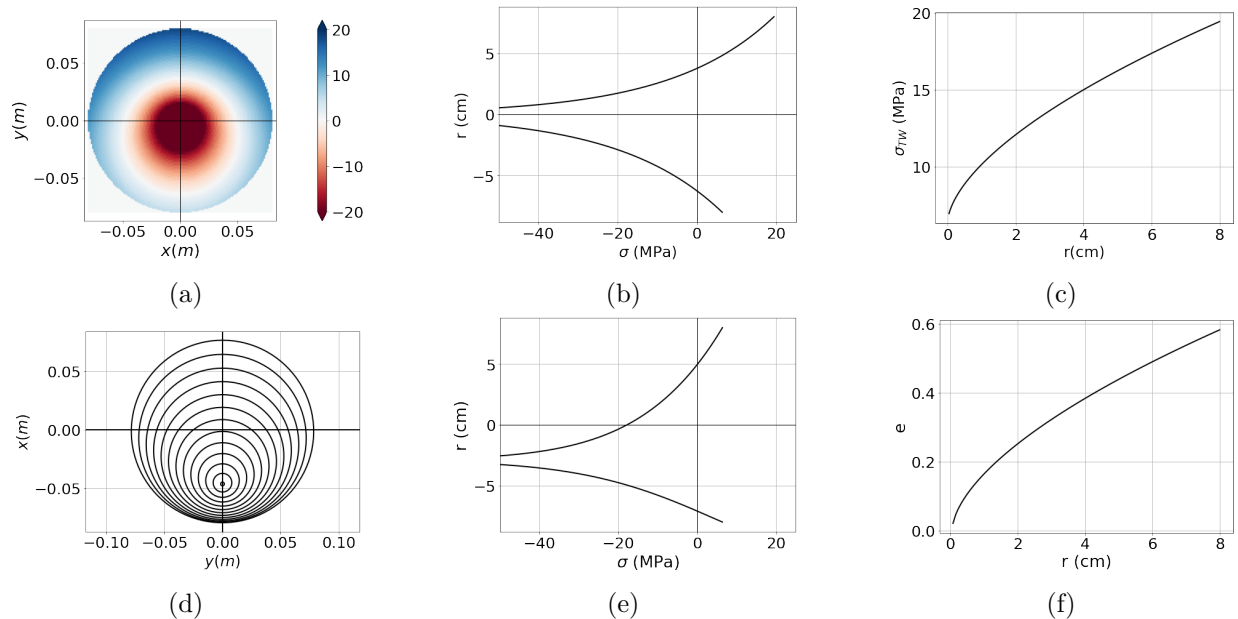 20
10
0
−10
−20
0.05
0.00
−0.05
y(m)
−0.05 0.00 0.05
x(m)
(a)
5
0
−5
r (cm)
−40 −20 0 20
σ (MPa)
(b)
20
15
10
σTW (MPa)
0 2 4 6 8
r(cm)
(c)
0.05
0.00
−0.05
x(m)
−0.10 −0.05 0.00 0.05 0.10
y(m)
(d)
5
0
−5
r (cm)
−40 −20 0 20
σ (MPa)
(e)
0.6
0.4
0.2
0.0
e
0 2 4 6 8
r (cm)
(f)